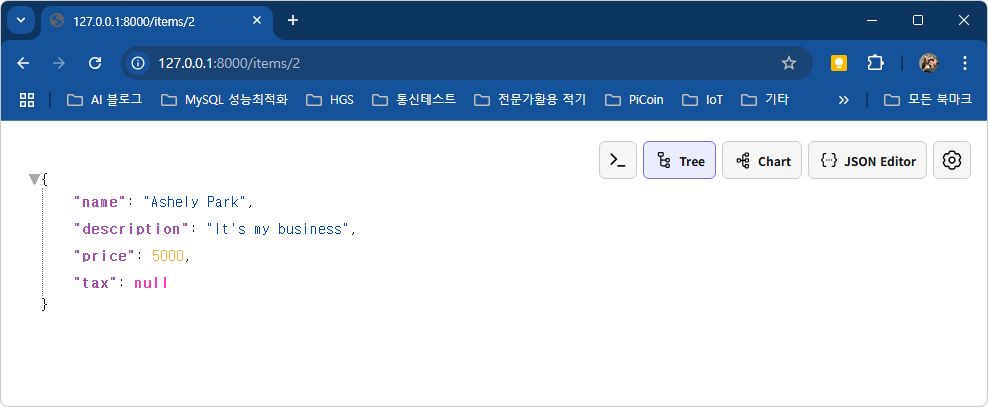 127.0.0.1:8000/items/2
127.0.0.1:8000/items/2
AI 블로그 MySQL 성능최적화 HGS 통신테스트 전문가활용 적기 PiCoin IoT 기타 » 모든 북마크
Tree Chart JSON Editor
{
"name": "Ashely Park",
"description": "It's my business",
"price": 5000,
"tax": null
}